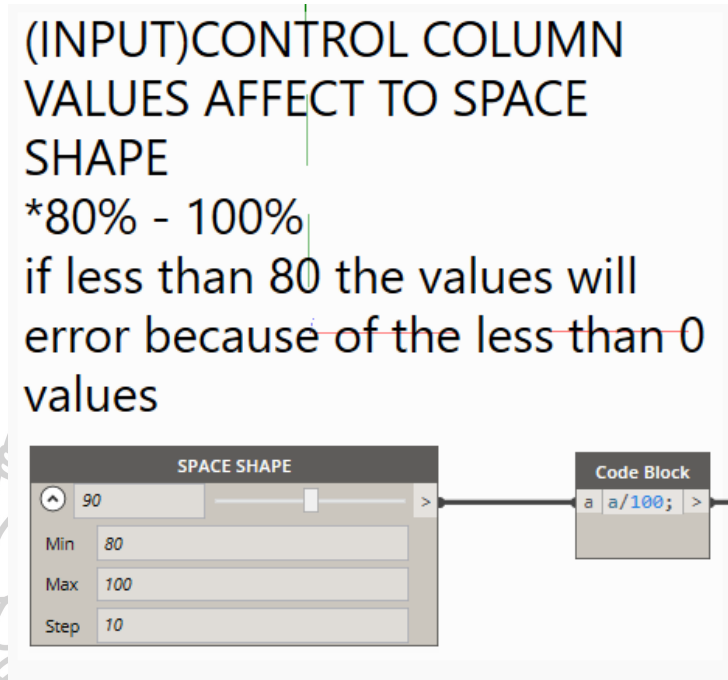 (INPUT)CONTROL COLUMN
VALUES AFFECT TO SPACE
SHAPE
*80% - 100%
if less than 80 the values will
error because of the less than 0
values
SPACE SHAPE
90
>
Min 80
Max 100
Step 10
Code Block
a a/100; >